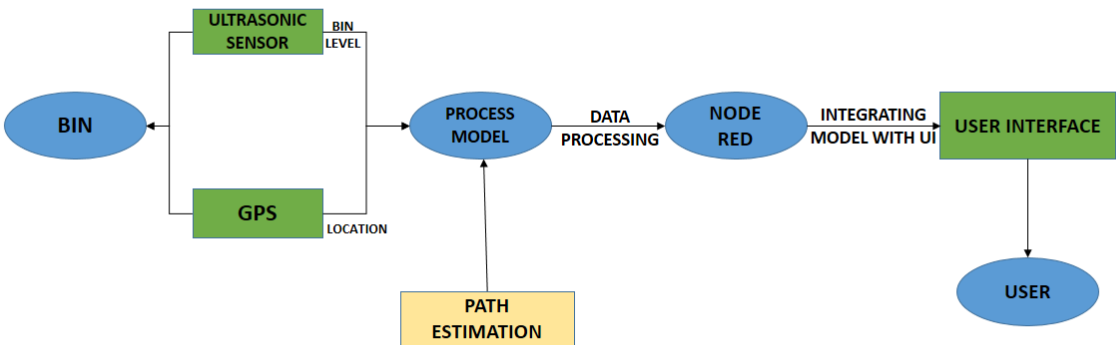 ULTRASONIC
SENSOR
BIN
LEVEL
BIN
PROCESS
MODEL
DATA
PROCESSING
NODE
RED
INTEGRATING
MODEL WITH UI
USER INTERFACE
GPS
LOCATION
USER
PATH
ESTIMATION